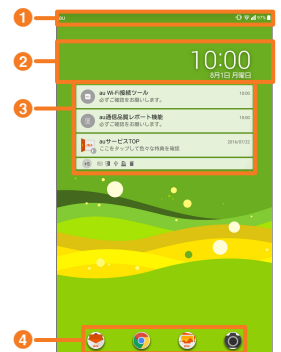 1
au 97%
2
10:00
8月1日 月曜日
3
au Wi-Fi接続ツール 10:00
必ずご確認をお願いします。
au通信品質レポート機能 10:00
必ずご確認をお願いします。
auサービスTOP 2016/07/22
ここをタップして色々な特典を確認
4